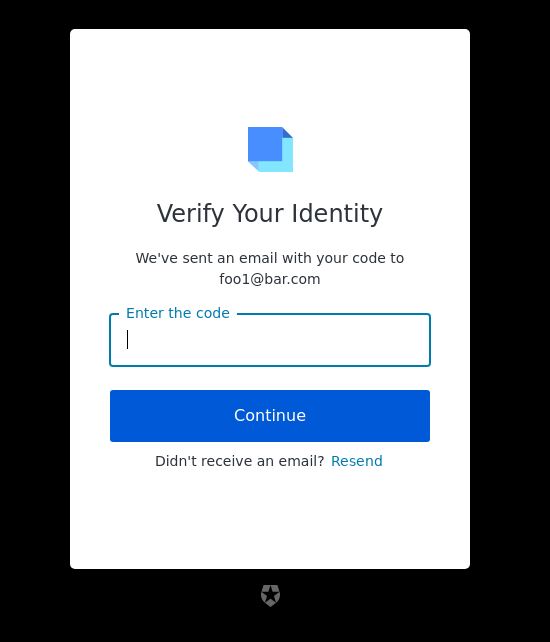 Verify Your Identity
We've sent an email with your code to
foo1@bar.com
Enter the code
Continue
Didn't receive an email? Resend